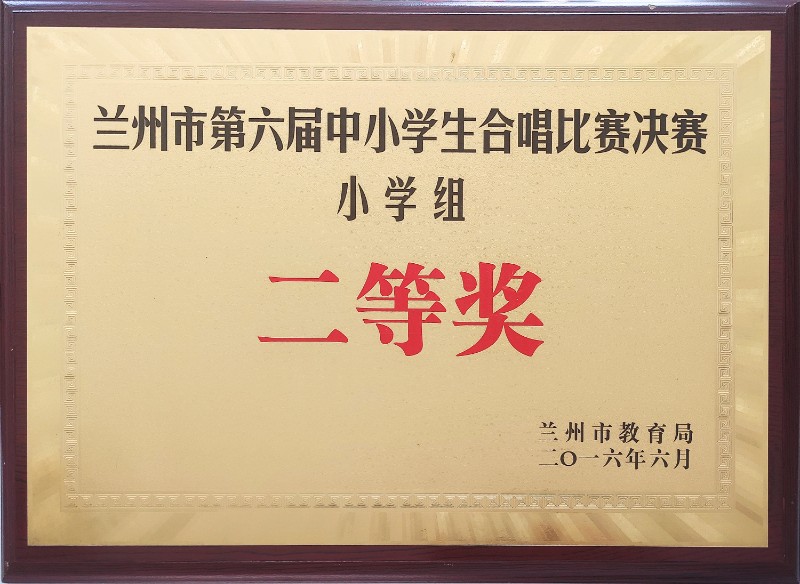 兰州市第六届中小学生合唱比赛决赛
小学组
二等奖
兰州市教育局
二〇一六年六月